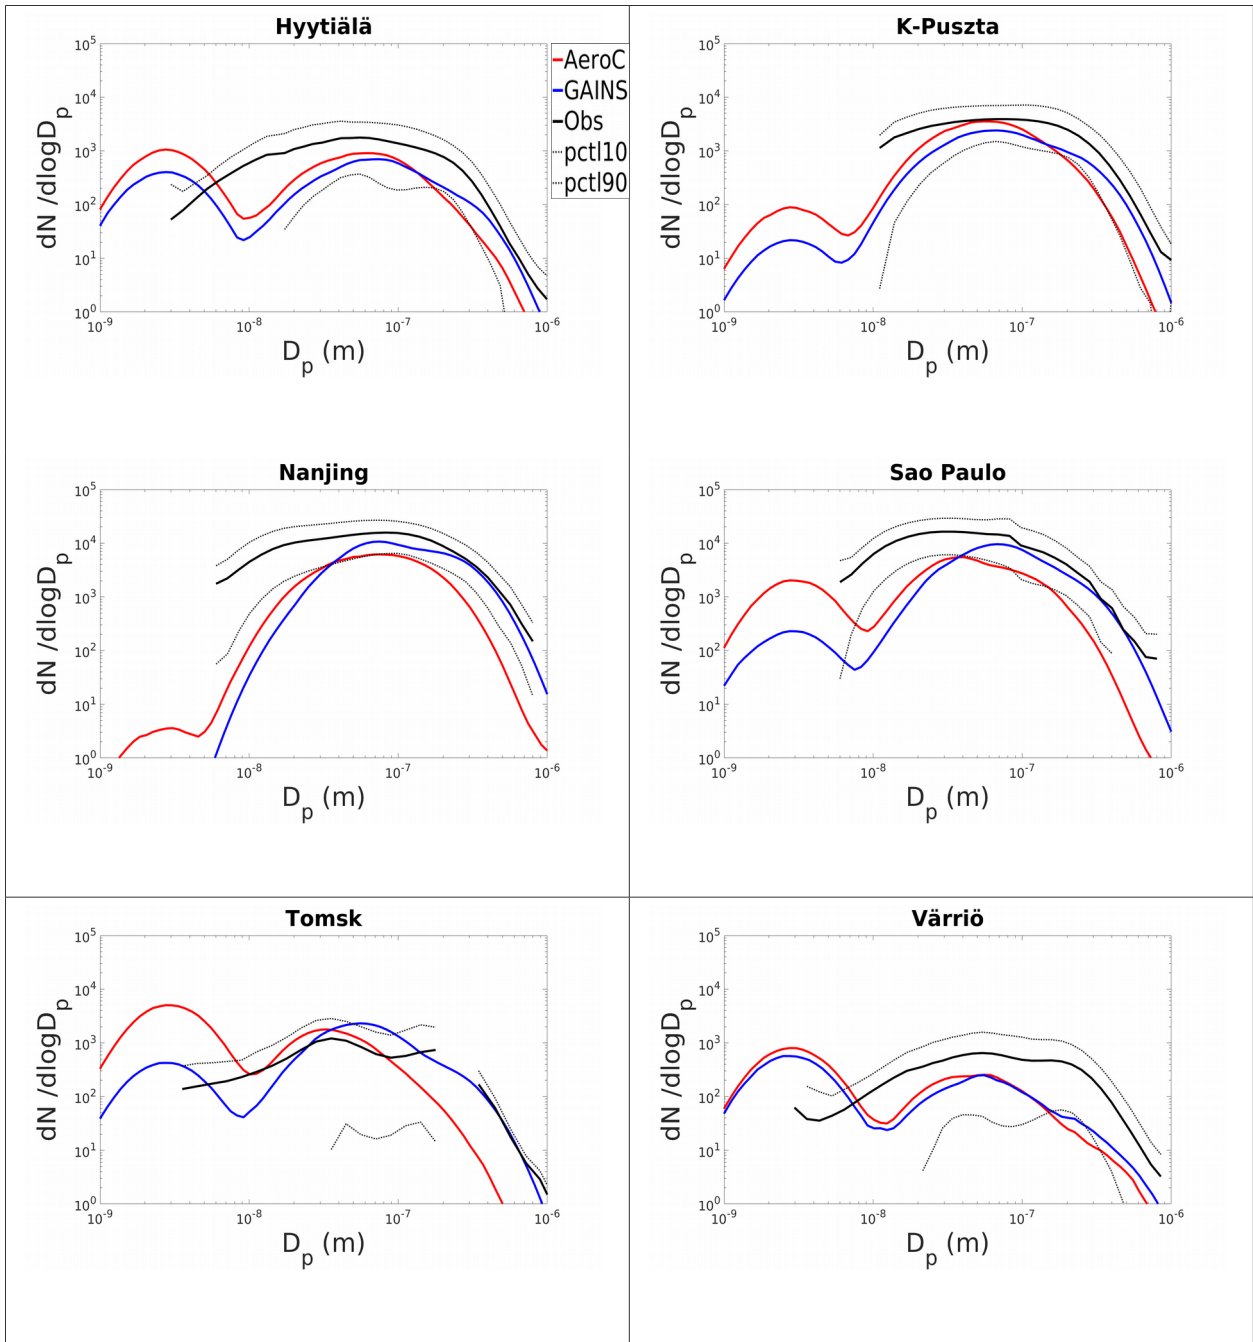 Hyytiälä
10^5
10^4
10^3
10^2
10^1
10^0
dN /dlogD_p
10^-9
10^-8
10^-7
10^-6
D_p (m)
AeroC
GAINS
Obs
pctl10
pctl90
K-Puszta
10^5
10^4
10^3
10^2
10^1
10^0
dN /dlogD_p
10^-9
10^-8
10^-7
10^-6
D_p (m)
Nanjing
10^5
10^4
10^3
10^2
10^1
10^0
dN /dlogD_p
10^-9
10^-8
10^-7
10^-6
D_p (m)
Sao Paulo
10^5
10^4
10^3
10^2
10^1
10^0
dN /dlogD_p
10^-9
10^-8
10^-7
10^-6
D_p (m)
Tomsk
10^5
10^4
10^3
10^2
10^1
10^0
dN /dlogD_p
10^-9
10^-8
10^-7
10^-6
D_p (m)
Värriö
10^5
10^4
10^3
10^2
10^1
10^0
dN /dlogD_p
10^-9
10^-8
10^-7
10^-6
D_p (m)